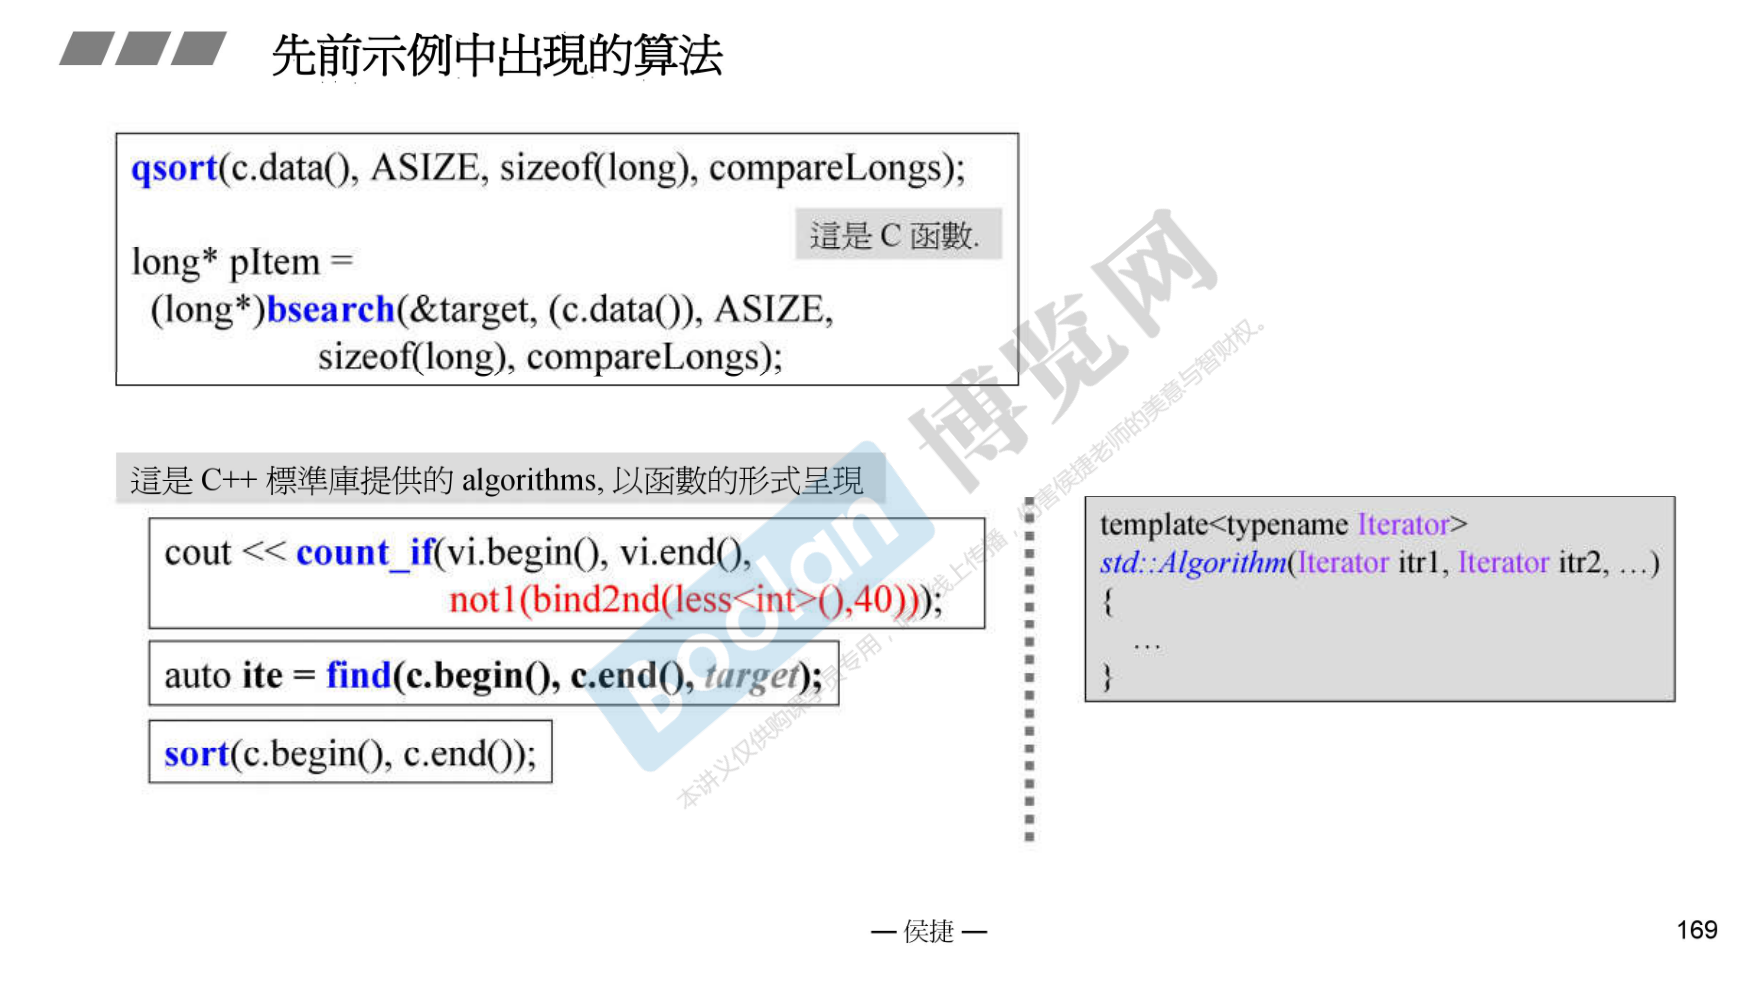 先前示例中出現的算法
qsort(c.data(), ASIZE, sizeof(long), compareLongs);
這是 C 函數.
long* pItem =
(long*)bsearch(&target, (c.data()), ASIZE,
sizeof(long), compareLongs);
這是 C++ 標準庫提供的 algorithms, 以函數的形式呈現
cout << count_if(vi.begin(), vi.end(),
not1(bind2nd(less<int>(),40)));
auto ite = find(c.begin(), c.end(), target);
sort(c.begin(), c.end());
template<typename Iterator>
std::Algorithm(Iterator itr1, Iterator itr2, …)
{
…
}
Boolan
博览网
本讲义仅供购课学员专用,
线上传播,
害侯捷老师的美意与智财权。
— 侯捷 —
169